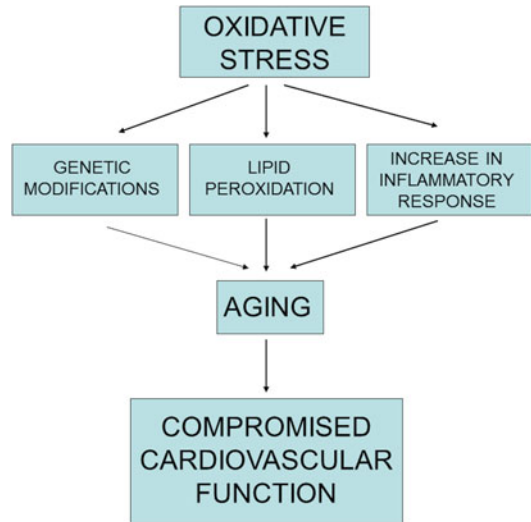 OXIDATIVE
STRESS
GENETIC
MODIFICATIONS
LIPID
PEROXIDATION
INCREASE IN
INFLAMMATORY
RESPONSE
AGING
COMPROMISED
CARDIOVASCULAR
FUNCTION